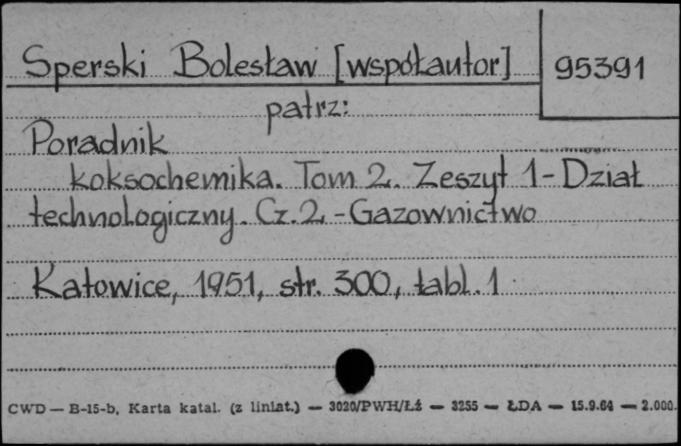 Sperski Bolesław [współautor]
95391
patrz:
Poradnik
koksochemika. Tom 2. Zeszyt 1-Dział
technologiczny. Cz. 2 - Gazownictwo
Katowice, 1951, str. 300, tabl. 1
CWD — B-15-b, Karta katal. (z liniat.) — 3020/PWH/Łź — 3255 — ŁDA — 15.9.64 — 2.000.